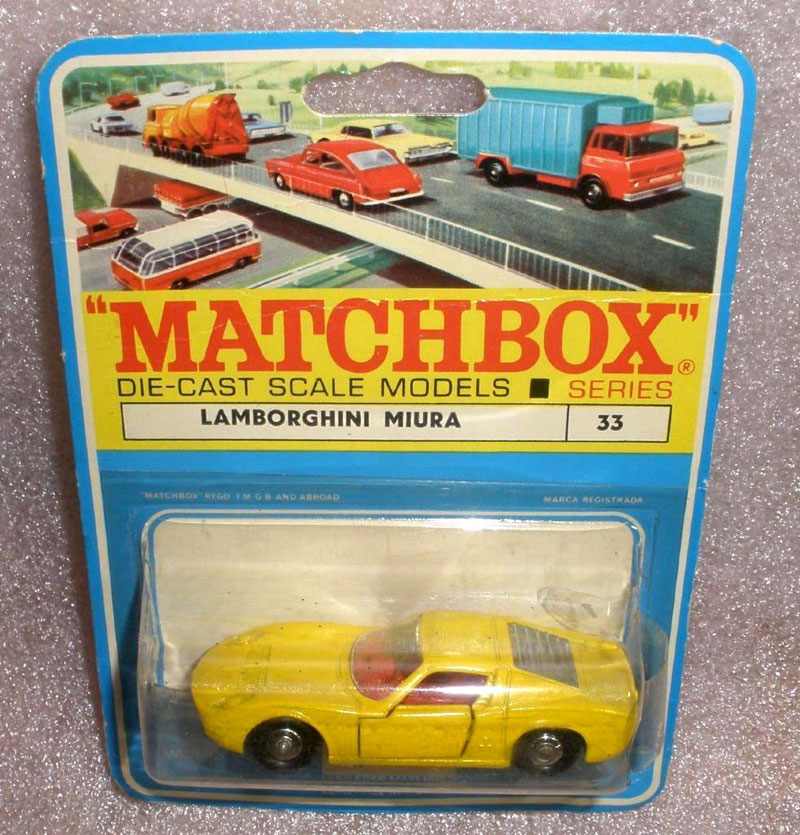 "MATCHBOX"®
DIE-CAST SCALE MODELS ■ SERIES
LAMBORGHINI MIURA 33
"MATCHBOX" REGD T M G B AND ABROAD MARCA REGISTRADA